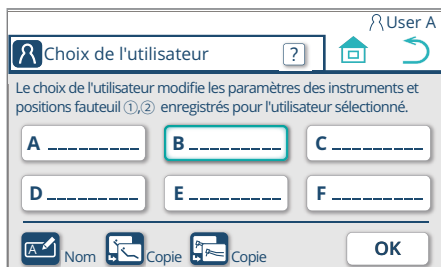 User A
Choix de l'utilisateur ?
Le choix de l'utilisateur modifie les paramètres des instruments et
positions fauteuil ①,② enregistrés pour l'utilisateur sélectionné.
A _________ B _________ C _________
D _________ E _________ F _________
A Nom Copie Copie OK